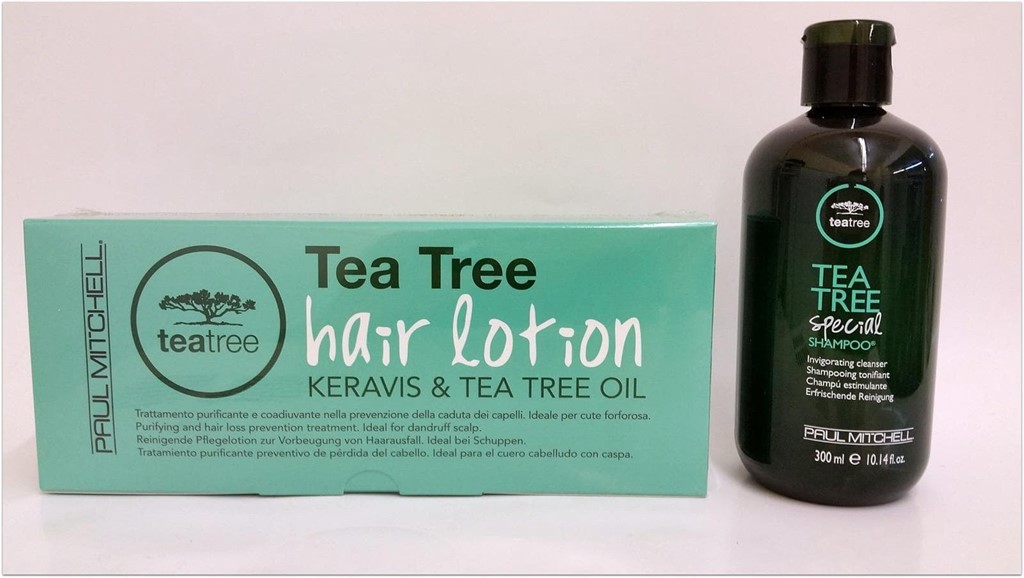 PAUL MITCHELL®
teatree
Tea Tree
hair lotion
KERAVIS & TEA TREE OIL
Trattamento purificante e coadiuvante nella prevenzione della caduta dei capelli. Ideale per cute forforosa.
Purifying and hair loss prevention treatment. Ideal for dandruff scalp.
Reinigende Pflegelotion zur Vorbeugung von Haarausfall. Ideal bei Schuppen.
Tratamiento purificante preventivo de pérdida del cabello. Ideal para el cuero cabelludo con caspa.
teatree
TEA
TREE
special
SHAMPOO®
Invigorating cleanser
Shampooing tonifiant
Champú estimulante
Erfrischende Reinigung
PAUL MITCHELL
300 ml e 10.14 fl.oz.